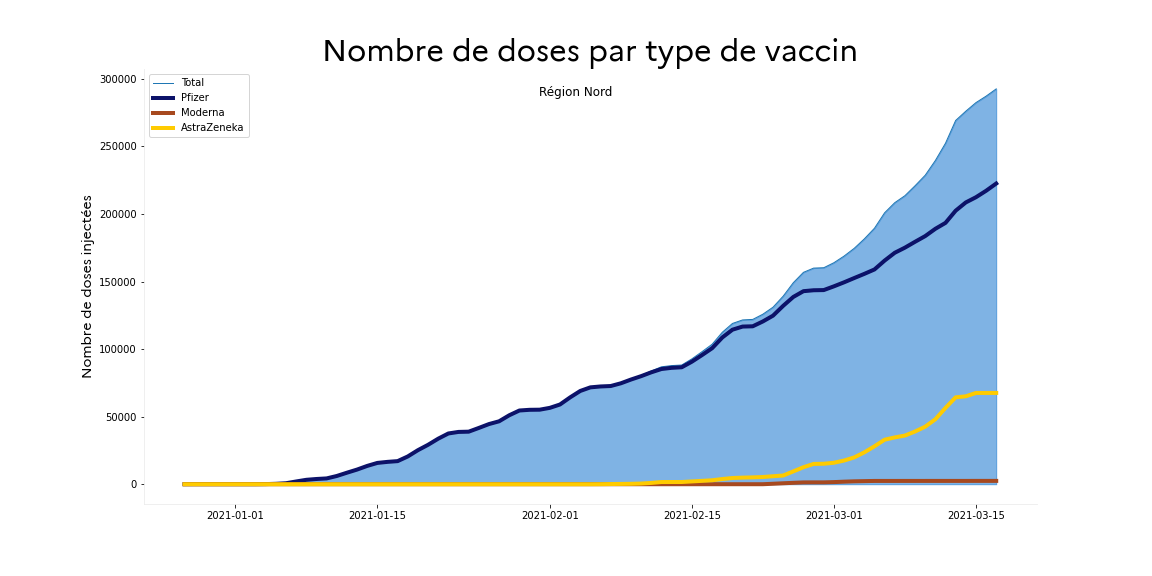 Nombre de doses par type de vaccin
Région Nord
Total
Pfizer
Moderna
AstraZeneka
Nombre de doses injectées
300000
250000
200000
150000
100000
50000
0
2021-01-01
2021-01-15
2021-02-01
2021-02-15
2021-03-01
2021-03-15